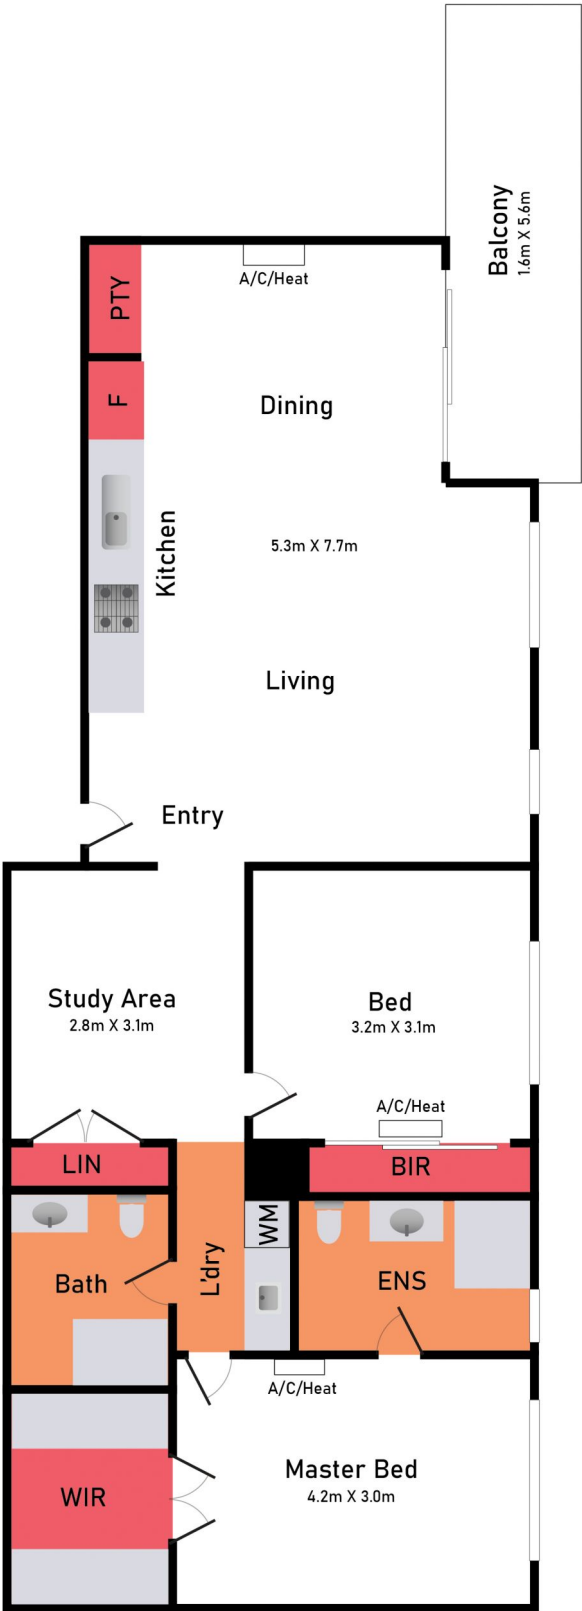 Balcony
1.6m X 5.6m
PTY
A/C/Heat
F
Dining
Kitchen
5.3m X 7.7m
Living
Entry
Study Area
2.8m X 3.1m
Bed
3.2m X 3.1m
A/C/Heat
LIN
BIR
WM
L'dry
Bath
ENS
A/C/Heat
Master Bed
4.2m X 3.0m
WIR